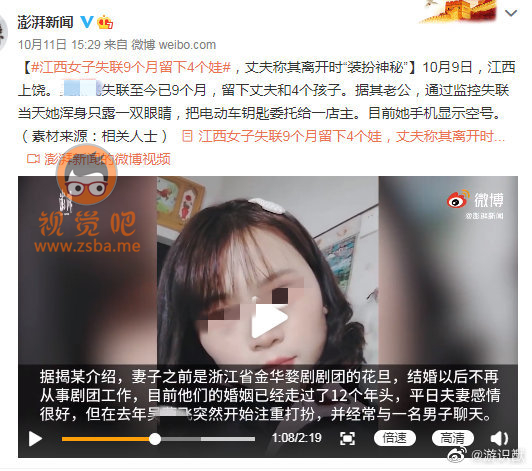 澎湃新闻
10月11日 15:29 来自 微博 weibo.com
【#江西女子失联9个月留下4个娃，丈夫称其离开时“装扮神秘”】10月9日，江西
上饶。 失联至今已9个月，留下丈夫和4个孩子。据其老公，通过监控失联
当天她浑身只露一双眼睛，把电动车钥匙委托给一店主。目前她手机显示空号。
（素材来源：相关人士） 江西女子失联9个月留下4个娃，丈夫称其离开时...
澎湃新闻的微博视频
视觉吧
www.zsba.me
微博
@澎湃新闻
据揭某介绍，妻子之前是浙江省金华婺剧剧团的花旦，结婚以后不再
从事剧团工作，目前他们的婚姻已经走过了12个年头，平日夫妻感情
很好，但在去年 突然开始注重打扮，并经常与一名男子聊天。
1:08/2:19
倍速
高清
@游识猷